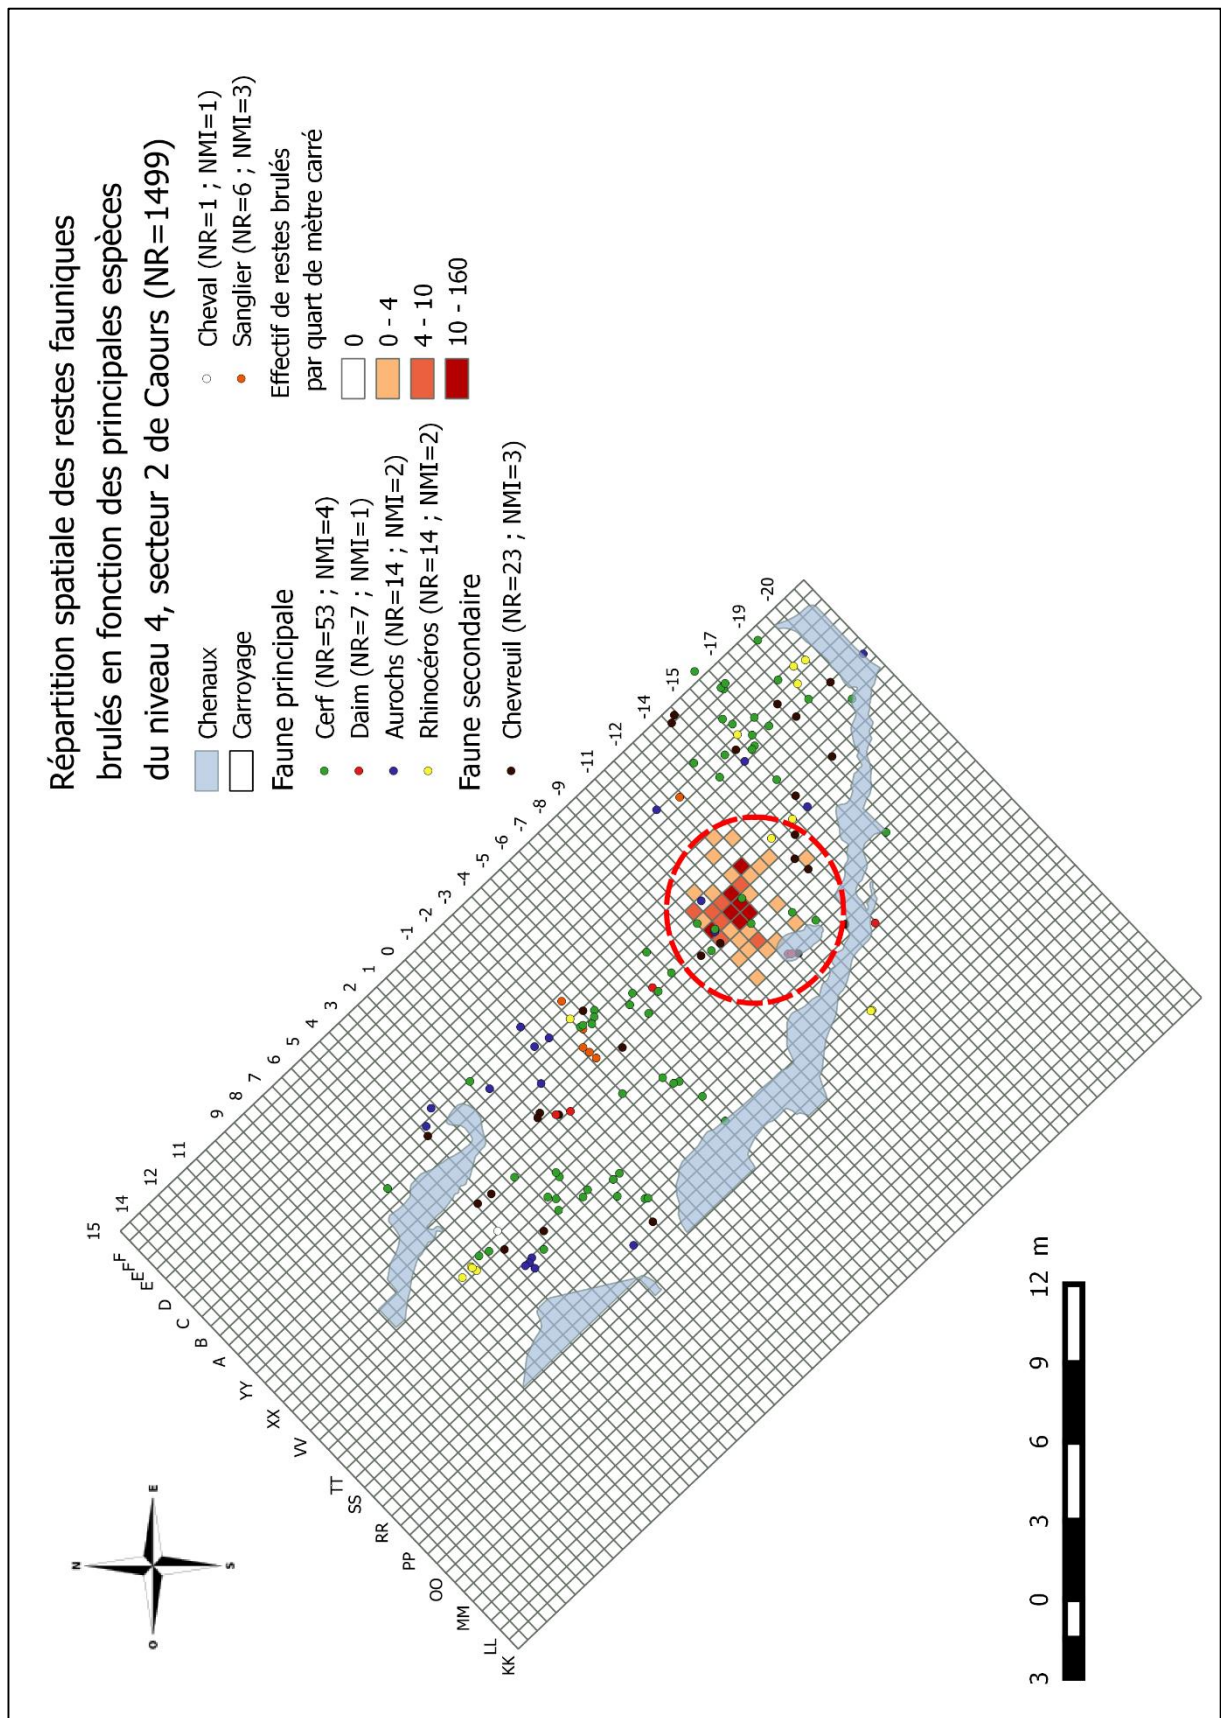 Répartition spatiale des restes fauniques
brulés en fonction des principales espèces
du niveau 4, secteur 2 de Caours (NR=1499)
Chenaux
Carroyage
Faune principale
Cerf (NR=53 ; NMI=4)
Daim (NR=7 ; NMI=1)
Aurochs (NR=14 ; NMI=2)
Rhinocéros (NR=14 ; NMI=2)
Faune secondaire
Chevreuil (NR=23 ; NMI=3)
Cheval (NR=1 ; NMI=1)
Sanglier (NR=6 ; NMI=3)
Effectif de restes brulés
par quart de mètre carré
0
0 - 4
4 - 10
10 - 160
N
E
S
O
15
14
12
11
9
8
7
6
5
4
3
2
1
0
-1
-2
-3
-4
-5
-6
-7
-8
-9
-11
-12
-14
-15
-17
-19
-20
FF
EE
E
D
C
B
A
YY
XX
VV
TT
SS
RR
PP
OO
MM
LL
KK
3 0 3 6 9 12 m